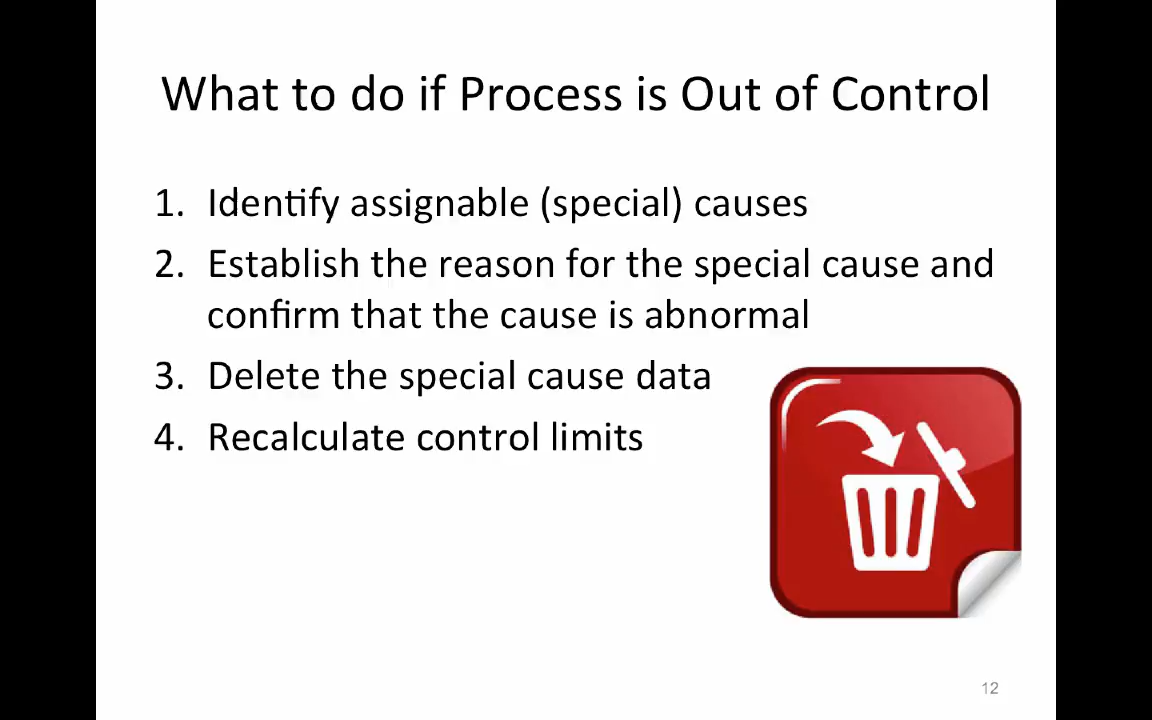 What to do if Process is Out of Control
1. Identify assignable (special) causes
2. Establish the reason for the special cause and
confirm that the cause is abnormal
3. Delete the special cause data
4. Recalculate control limits
12